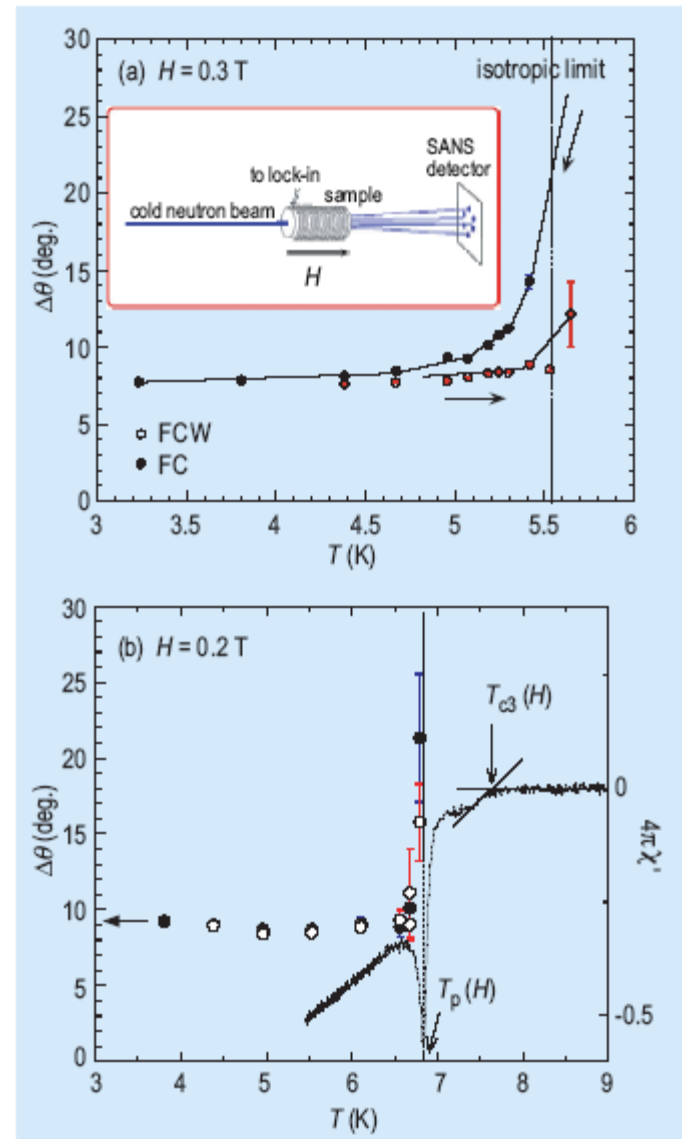 30
(a) H = 0.3 T
isotropic limit
25
SANS
detector
to lock-in
sample
cold neutron beam
20
H
15
Δθ (deg.)
10
5
FCW
FC
0
3 3.5 4 4.5 5 5.5 6
T (K)
30
(b) H = 0.2 T
25
Tc3 (H)
20
0
15
Δθ (deg.)
4πχ'
10
5
Tp (H)
-0.5
0
3 4 5 6 7 8 9
T (K)